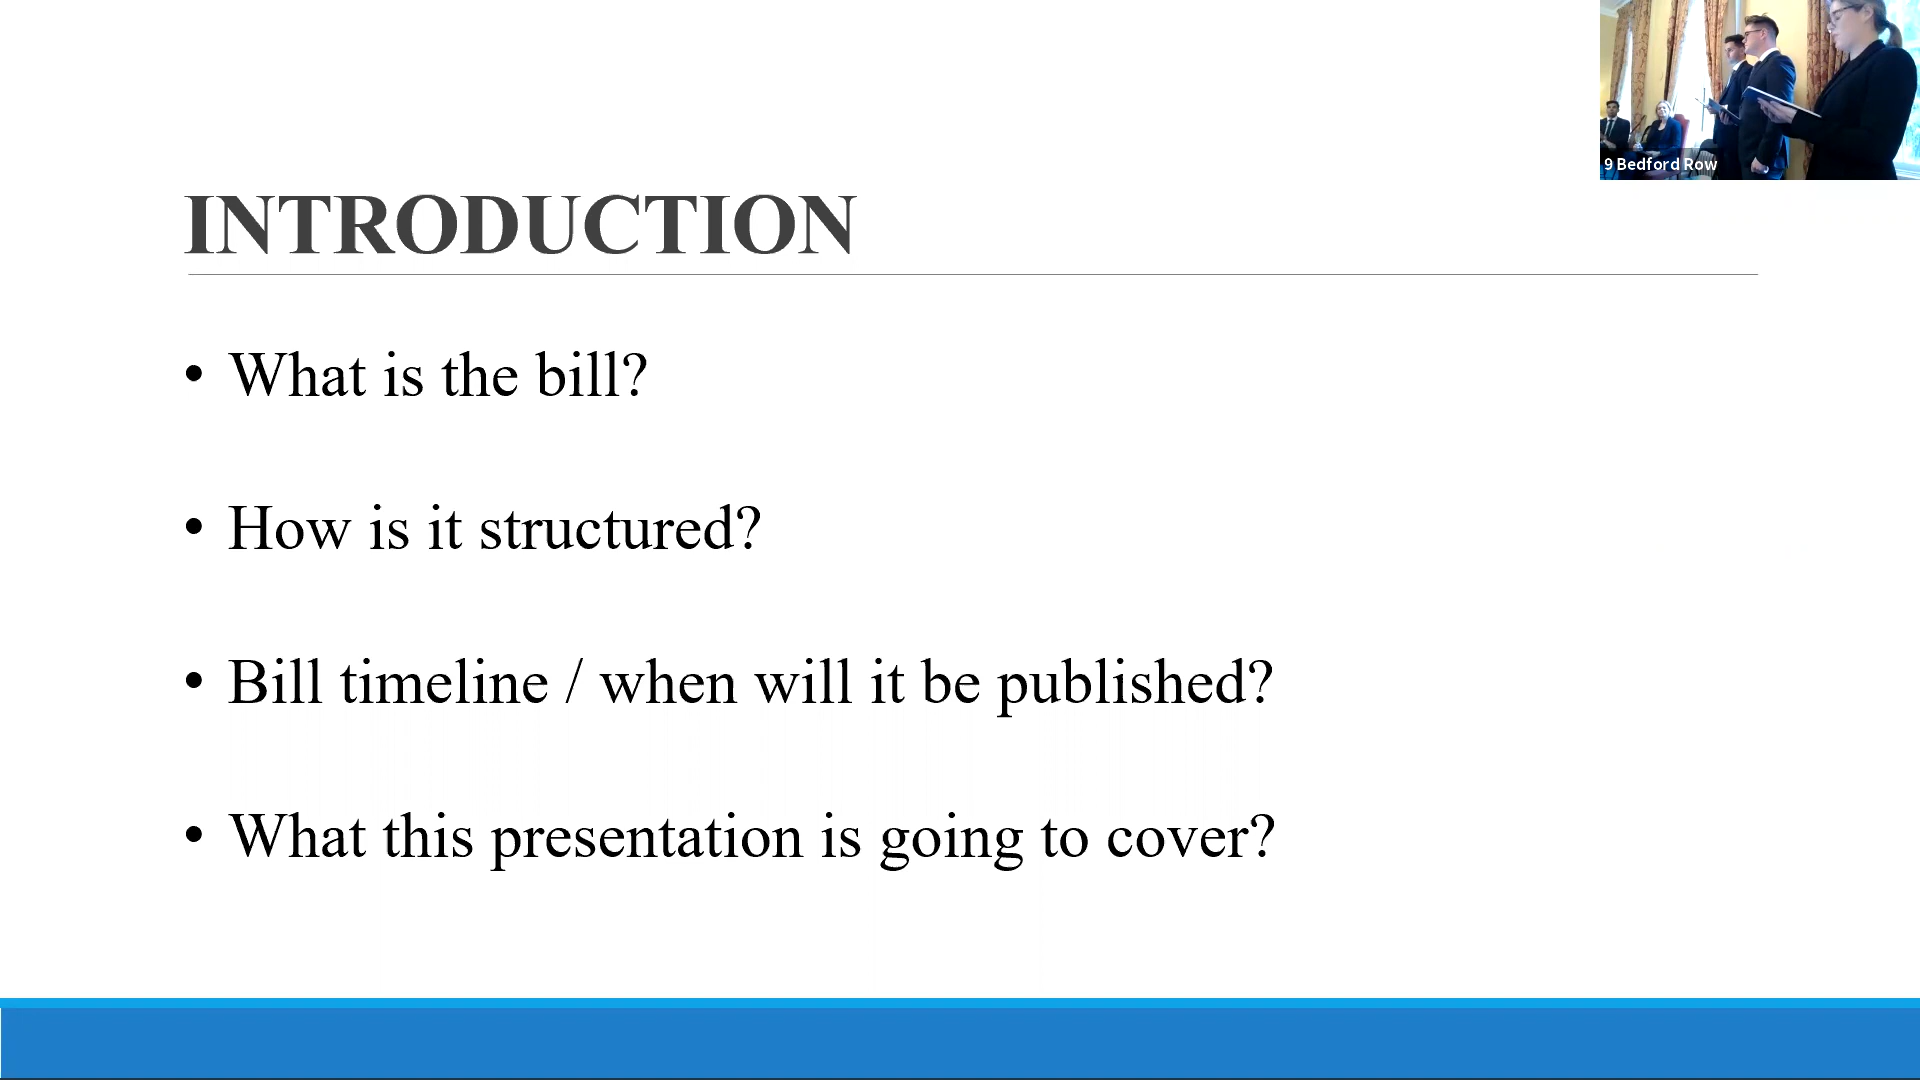 9 Bedford Row
INTRODUCTION
• What is the bill?
• How is it structured?
• Bill timeline / when will it be published?
• What this presentation is going to cover?